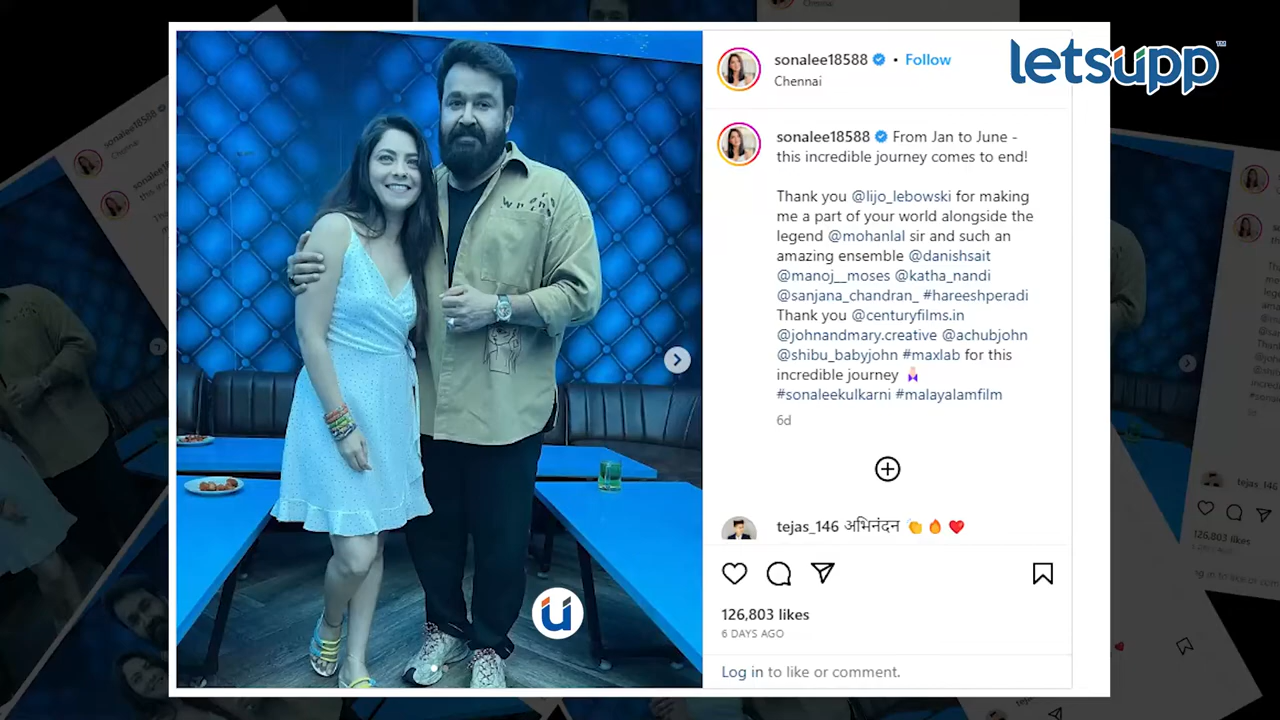 letsupp™
sonalee18588 • Follow
Chennai
sonalee18588 From Jan to June -
this incredible journey comes to end!
Thank you @lijo_lebowski for making
me a part of your world alongside the
legend @mohanlal sir and such an
amazing ensemble @danishsait
@manoj__moses @katha_nandi
@sanjana_chandran_ #hareeshperadi
Thank you @centuryfilms.in
@johnandmary.creative @achubjohn
@shibu_babyjohn #maxlab for this
incredible journey
#sonaleekulkarni #malayalamfilm
6d
tejas_146 अभिनंदन 👏🔥❤️
126,803 likes
6 DAYS AGO
Log in to like or comment.